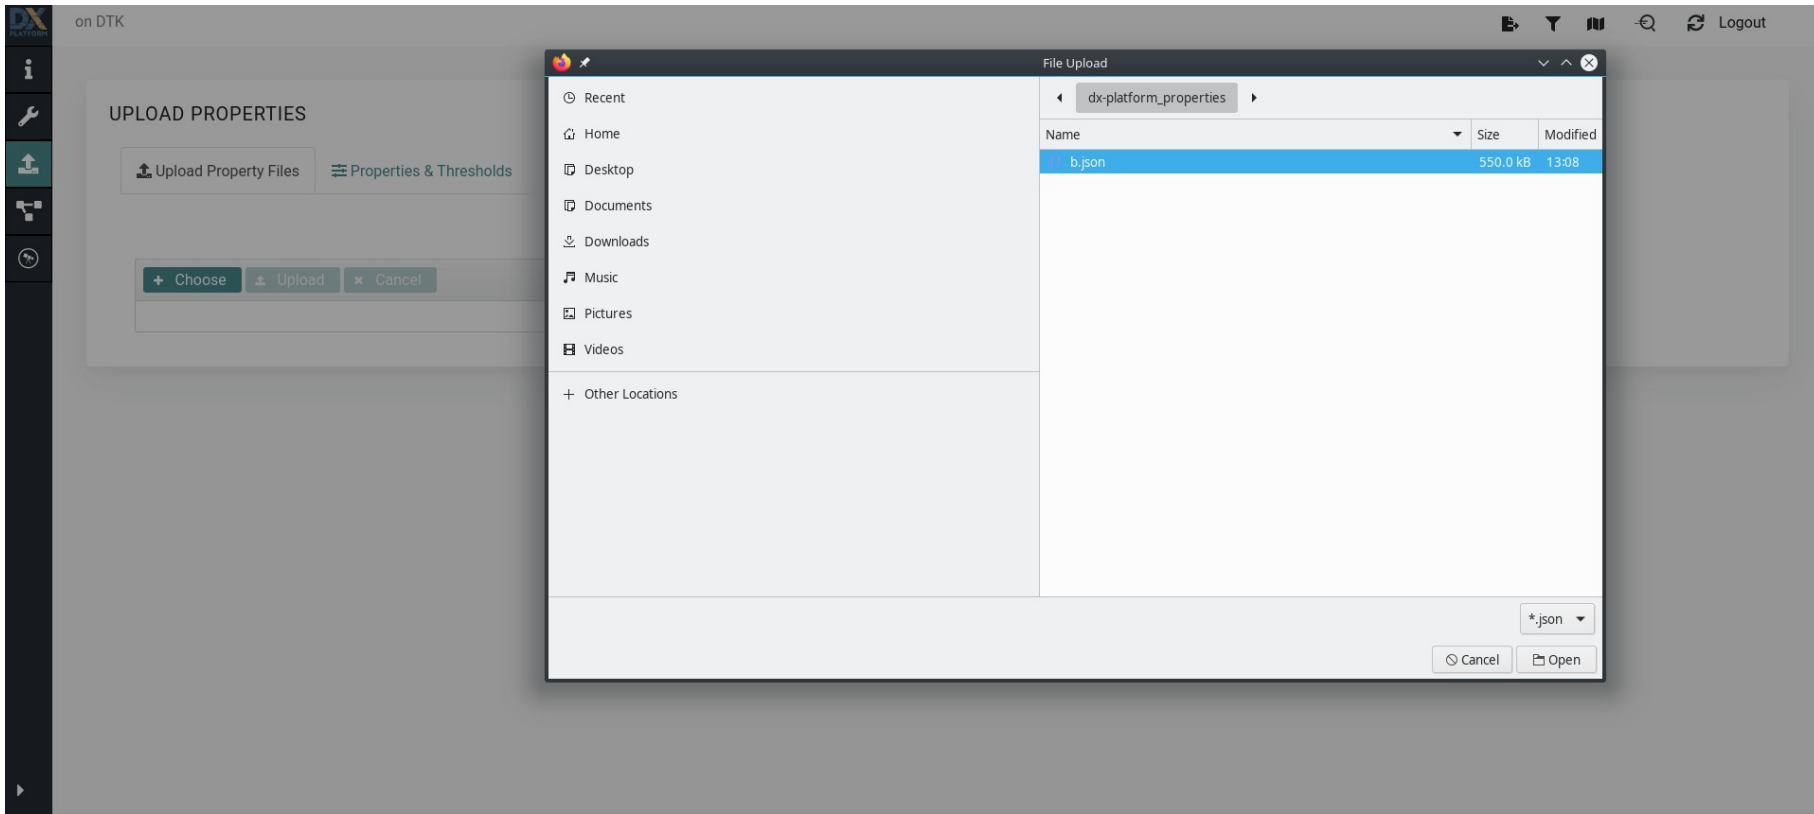 DX
PLATFORM
on DTK
Logout
UPLOAD PROPERTIES
Upload Property Files
Properties & Thresholds
+ Choose
Upload
× Cancel
File Upload
Recent
Home
Desktop
Documents
Downloads
Music
Pictures
Videos
+ Other Locations
dx-platform_properties
Name Size Modified
b.json 550.0 kB 13:08
*.json
Cancel
Open